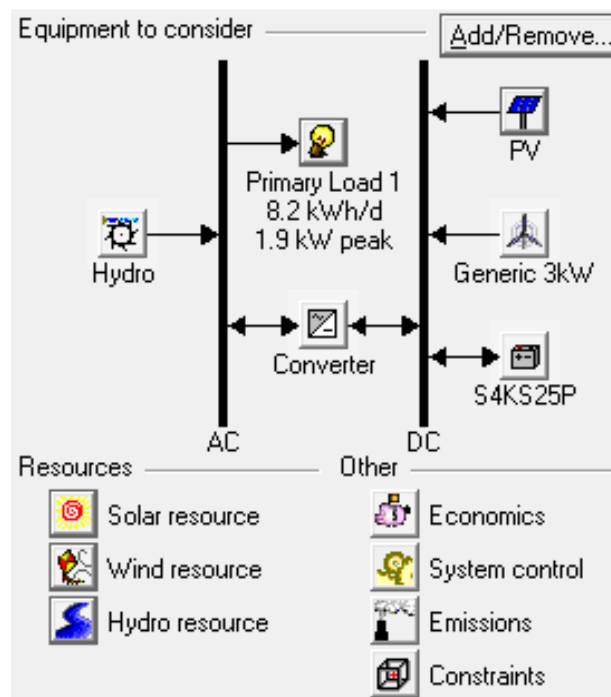 Equipment to consider
Add/Remove...
PV
Primary Load 1
8.2 kWh/d
1.9 kW peak
Hydro
Generic 3kW
Converter
S4KS25P
AC
DC
Resources
Other
Solar resource
Economics
Wind resource
System control
Hydro resource
Emissions
Constraints